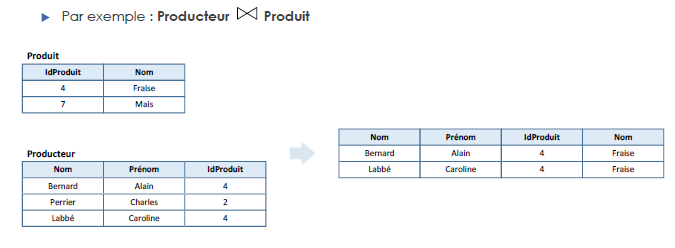 Par exemple : Producteur ⋈ Produit
Produit
IdProduit Nom
4 Fraise
7 Mais
Producteur
Nom Prénom IdProduit
Bernard Alain 4
Perrier Charles 2
Labbé Caroline 4
Nom Prénom IdProduit Nom
Bernard Alain 4 Fraise
Labbé Caroline 4 Fraise